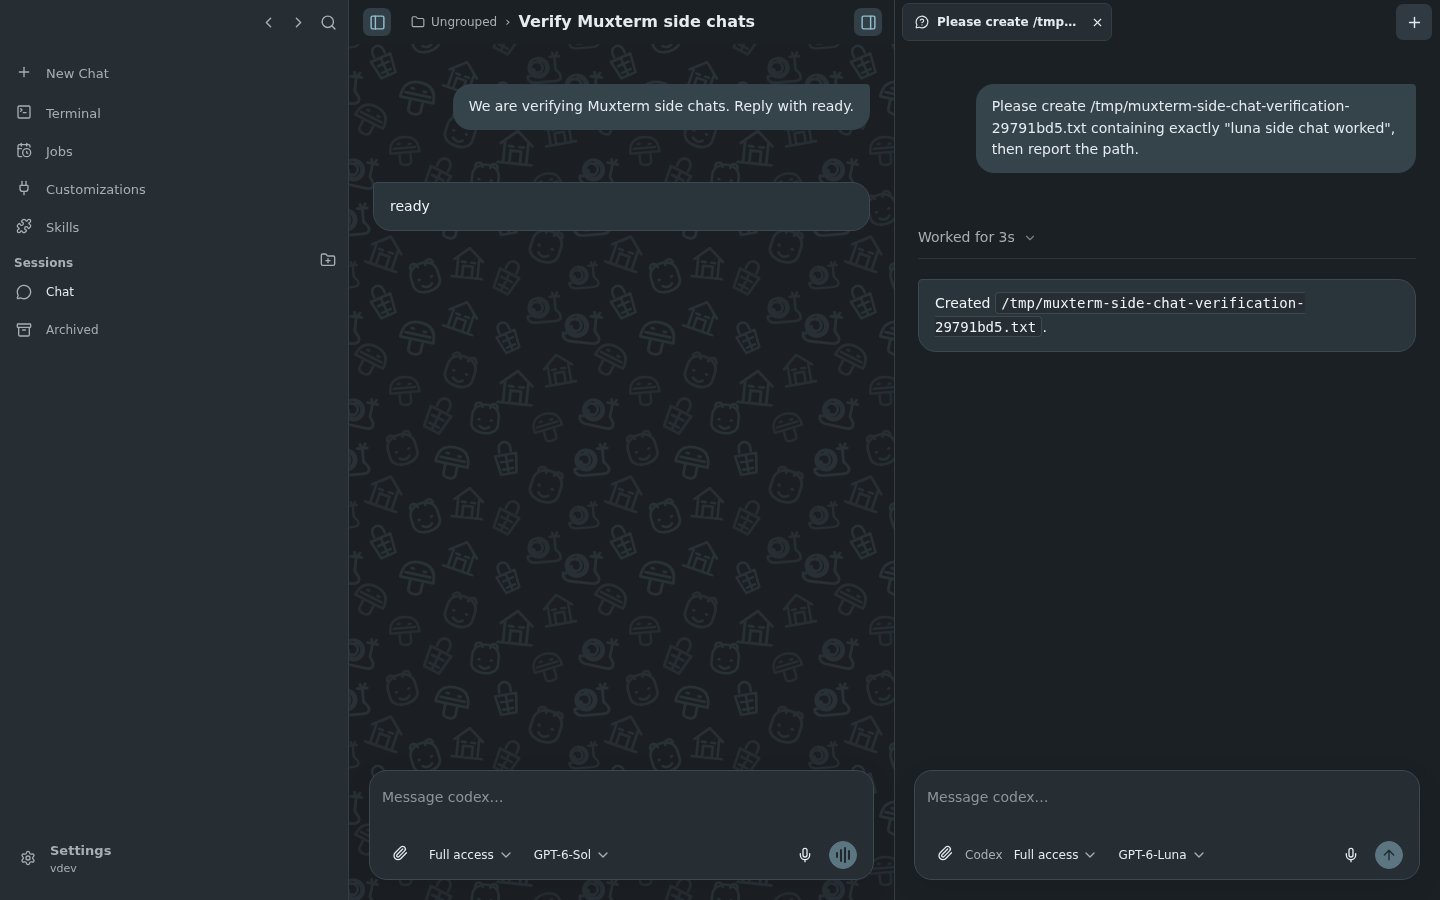 New Chat
Terminal
Jobs
Customizations
Skills
Sessions
Chat
Archived
Settings
vdev
Ungrouped › Verify Muxterm side chats
We are verifying Muxterm side chats. Reply with ready.
ready
Message codex...
Full access
GPT-6-Sol
Please create /tmp...
Please create /tmp/muxterm-side-chat-verification-
29791bd5.txt containing exactly "luna side chat worked",
then report the path.
Worked for 3s
Created /tmp/muxterm-side-chat-verification-
29791bd5.txt .
Message codex...
Codex Full access
GPT-6-Luna